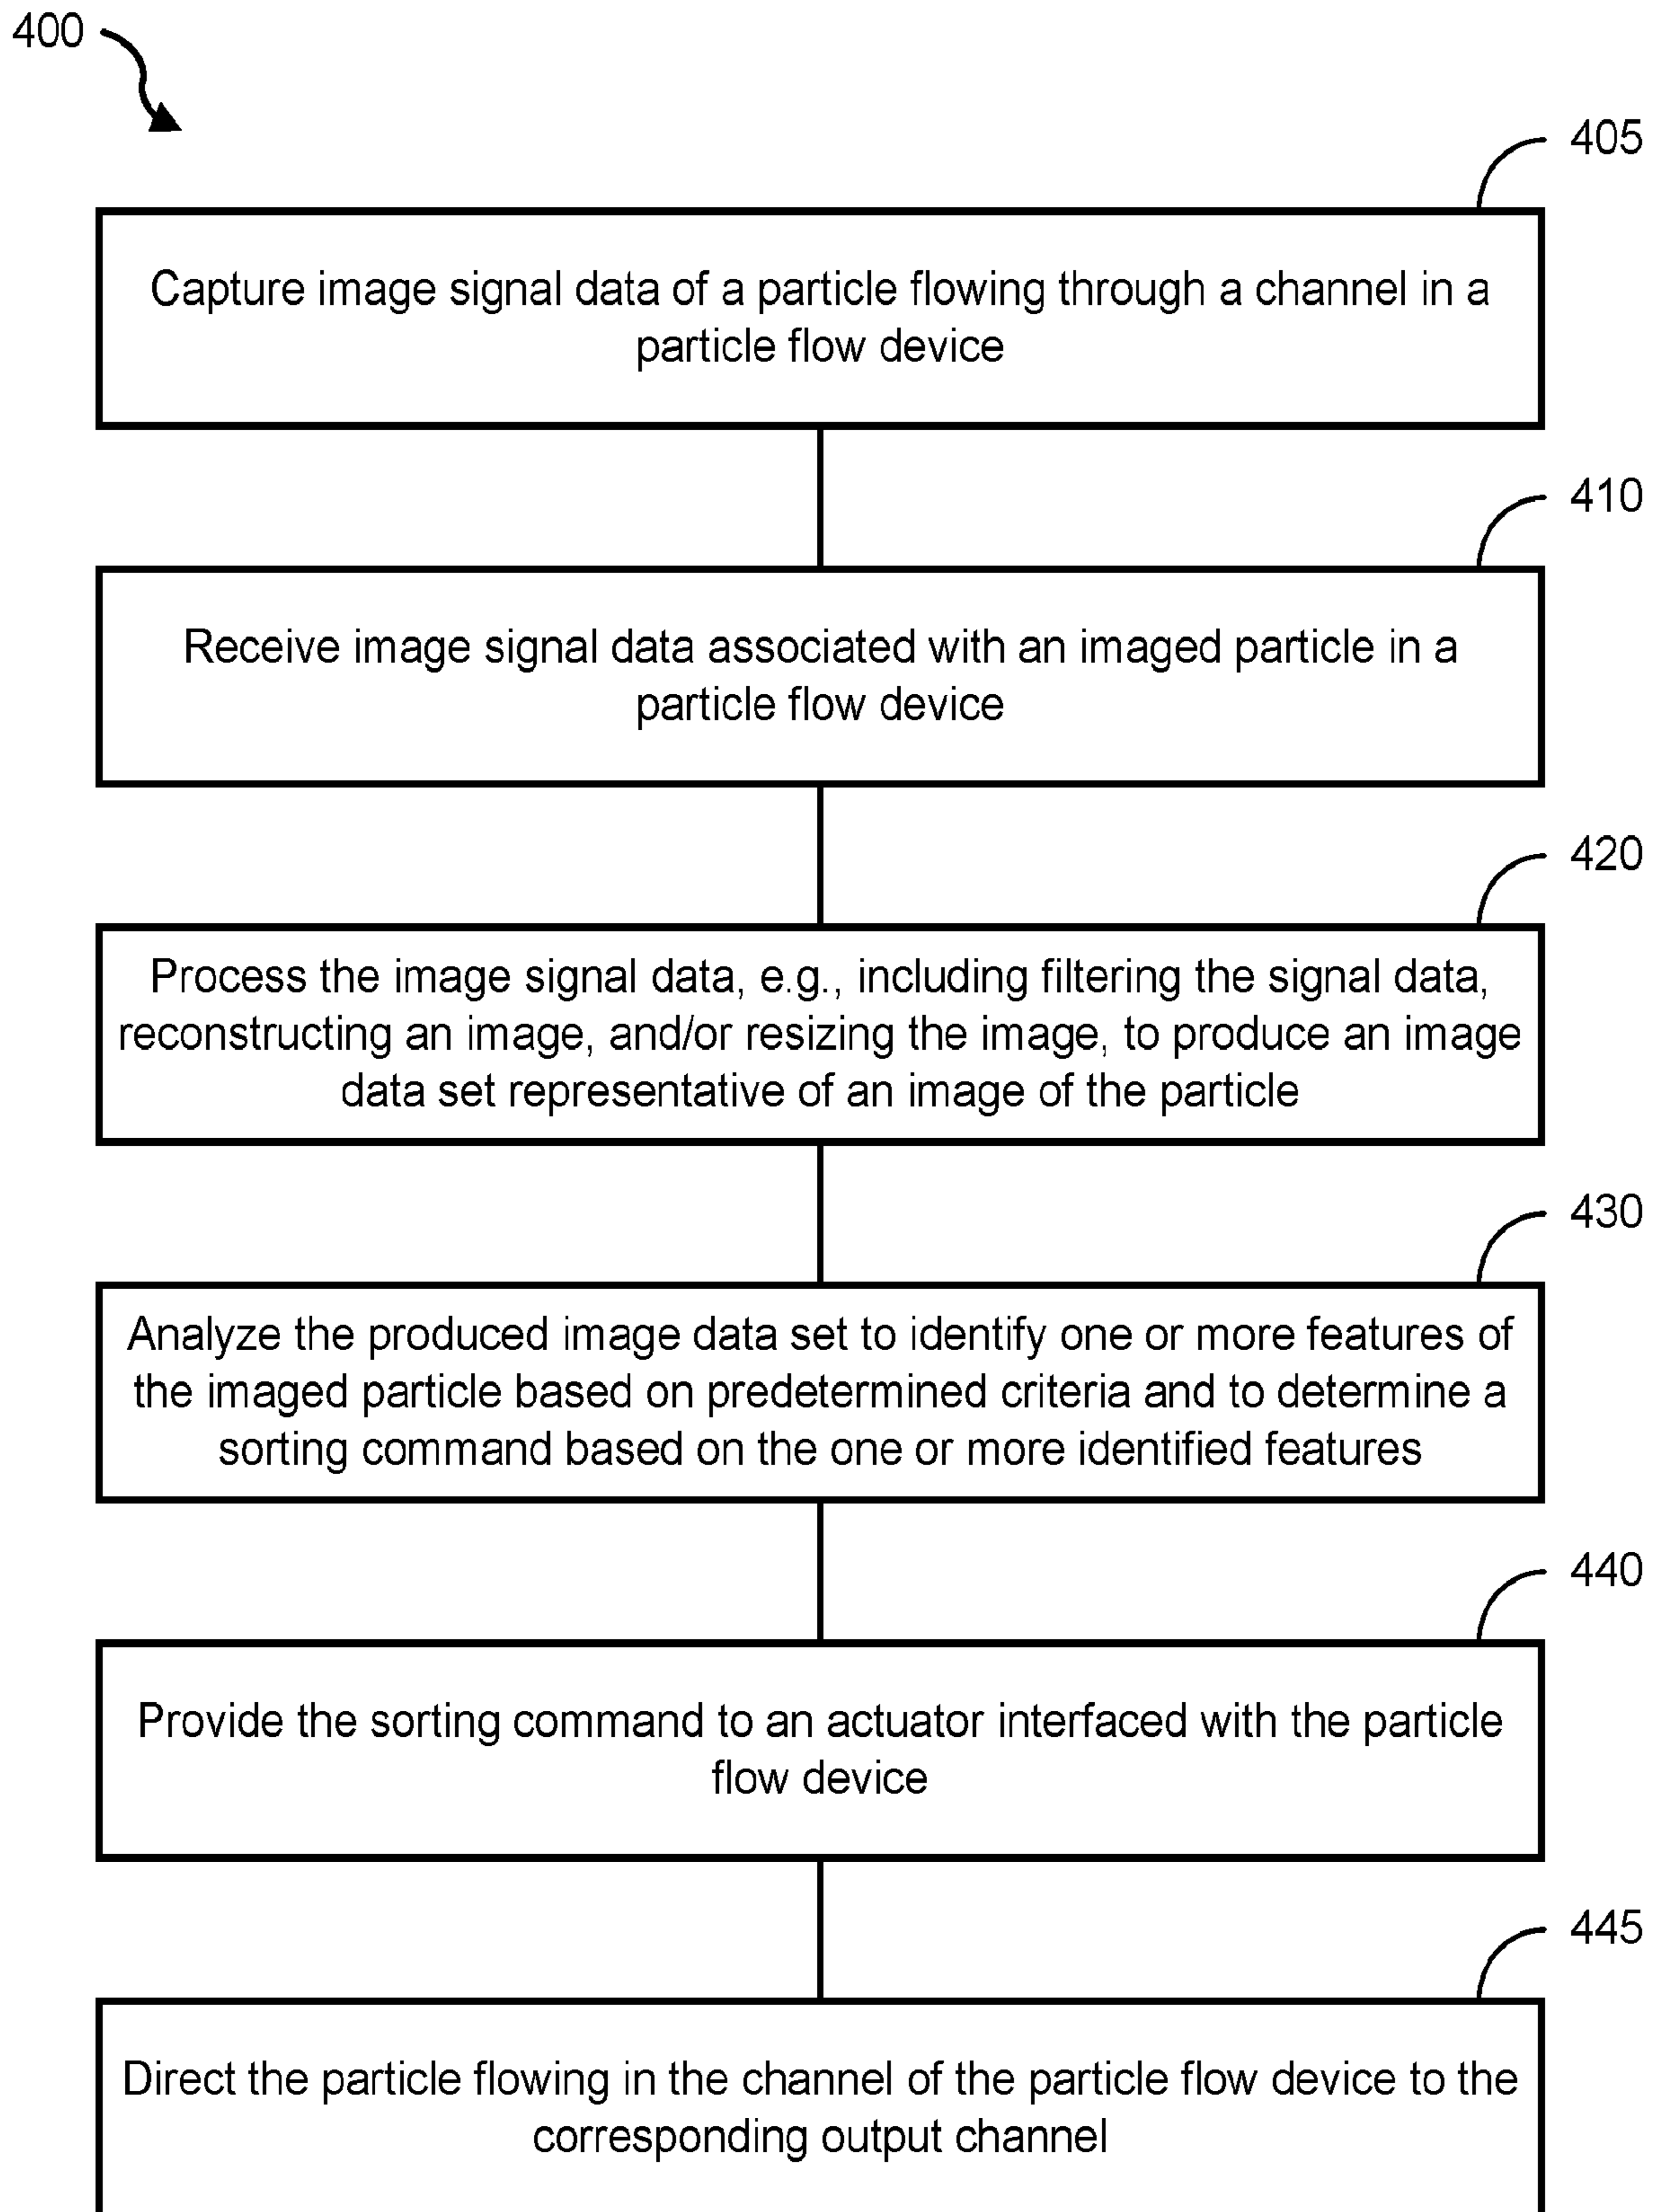 400
405
Capture image signal data of a particle flowing through a channel in a
particle flow device
410
Receive image signal data associated with an imaged particle in a
particle flow device
420
Process the image signal data, e.g., including filtering the signal data,
reconstructing an image, and/or resizing the image, to produce an image
data set representative of an image of the particle
430
Analyze the produced image data set to identify one or more features of
the imaged particle based on predetermined criteria and to determine a
sorting command based on the one or more identified features
440
Provide the sorting command to an actuator interfaced with the particle
flow device
445
Direct the particle flowing in the channel of the particle flow device to the
corresponding output channel